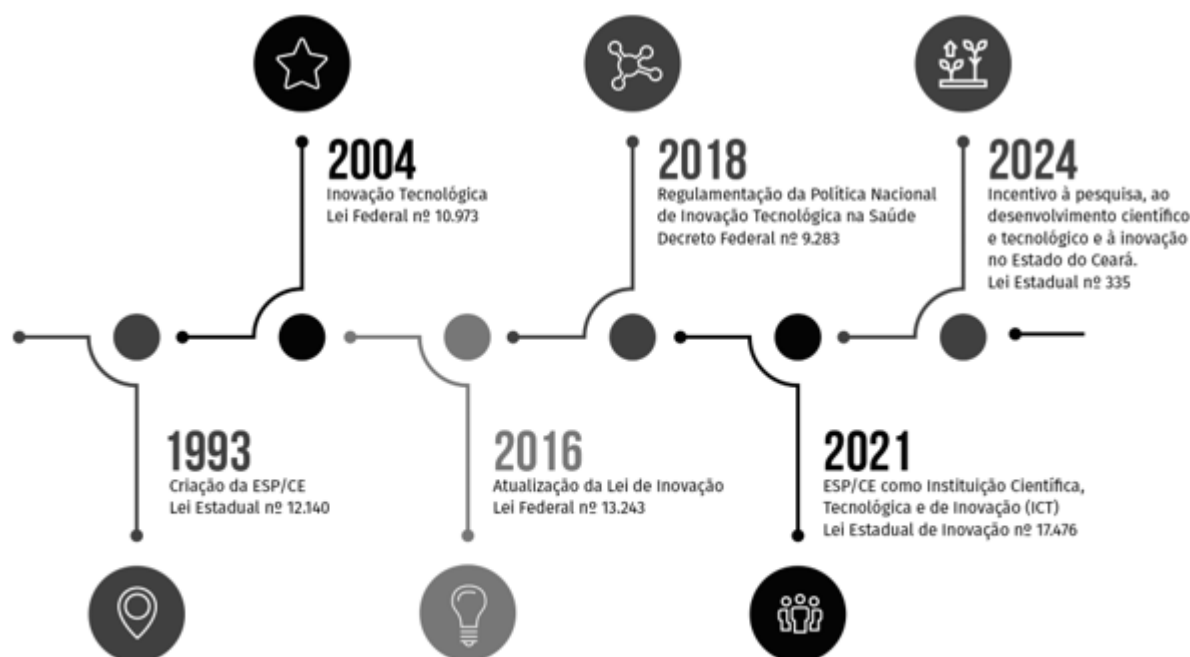 2004
Inovação Tecnológica
Lei Federal nº 10.973
2018
Regulamentação da Política Nacional
de Inovação Tecnológica na Saúde
Decreto Federal nº 9.283
2024
Incentivo à pesquisa, ao
desenvolvimento científico
e tecnológico e à inovação
no Estado do Ceará.
Lei Estadual nº 335
1993
Criação da ESP/CE
Lei Estadual nº 12.140
2016
Atualização da Lei de Inovação
Lei Federal nº 13.243
2021
ESP/CE como Instituição Científica,
Tecnológica e de Inovação (ICT)
Lei Estadual de Inovação nº 17.476